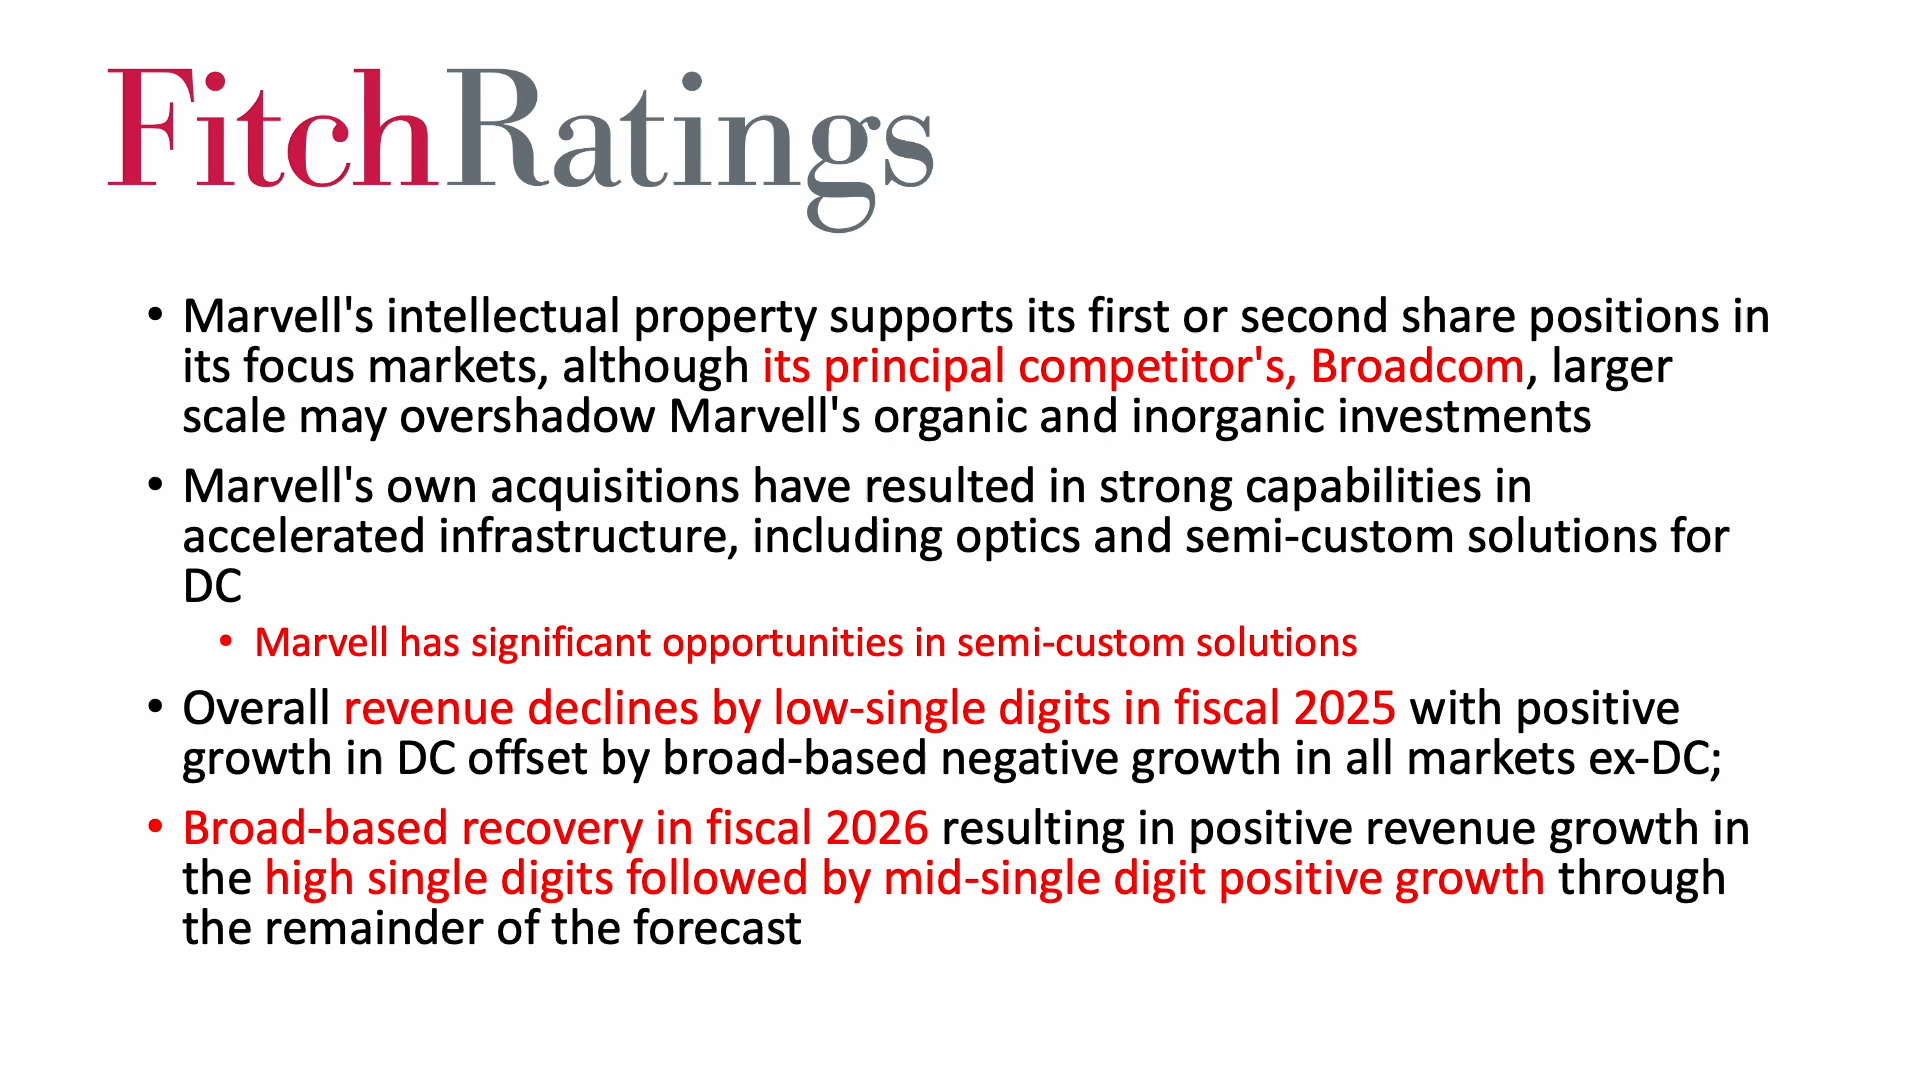 FitchRatings
• Marvell's intellectual property supports its first or second share positions in
its focus markets, although its principal competitor's, Broadcom, larger
scale may overshadow Marvell's organic and inorganic investments
• Marvell's own acquisitions have resulted in strong capabilities in
accelerated infrastructure, including optics and semi-custom solutions for
DC
• Marvell has significant opportunities in semi-custom solutions
• Overall revenue declines by low-single digits in fiscal 2025 with positive
growth in DC offset by broad-based negative growth in all markets ex-DC;
• Broad-based recovery in fiscal 2026 resulting in positive revenue growth in
the high single digits followed by mid-single digit positive growth through
the remainder of the forecast